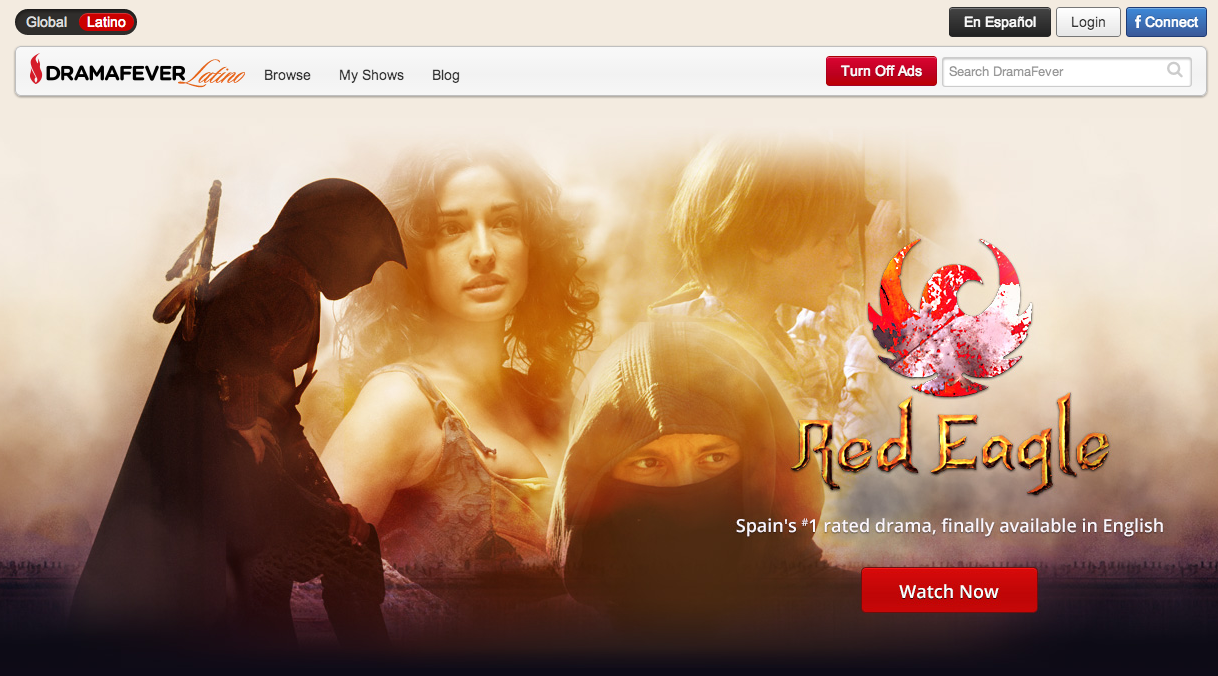 Global Latino
En Español Login f Connect
DRAMAFEVER Latino Browse My Shows Blog
Turn Off Ads Search DramaFever
Red Eagle
Spain's #1 rated drama, finally available in English
Watch Now